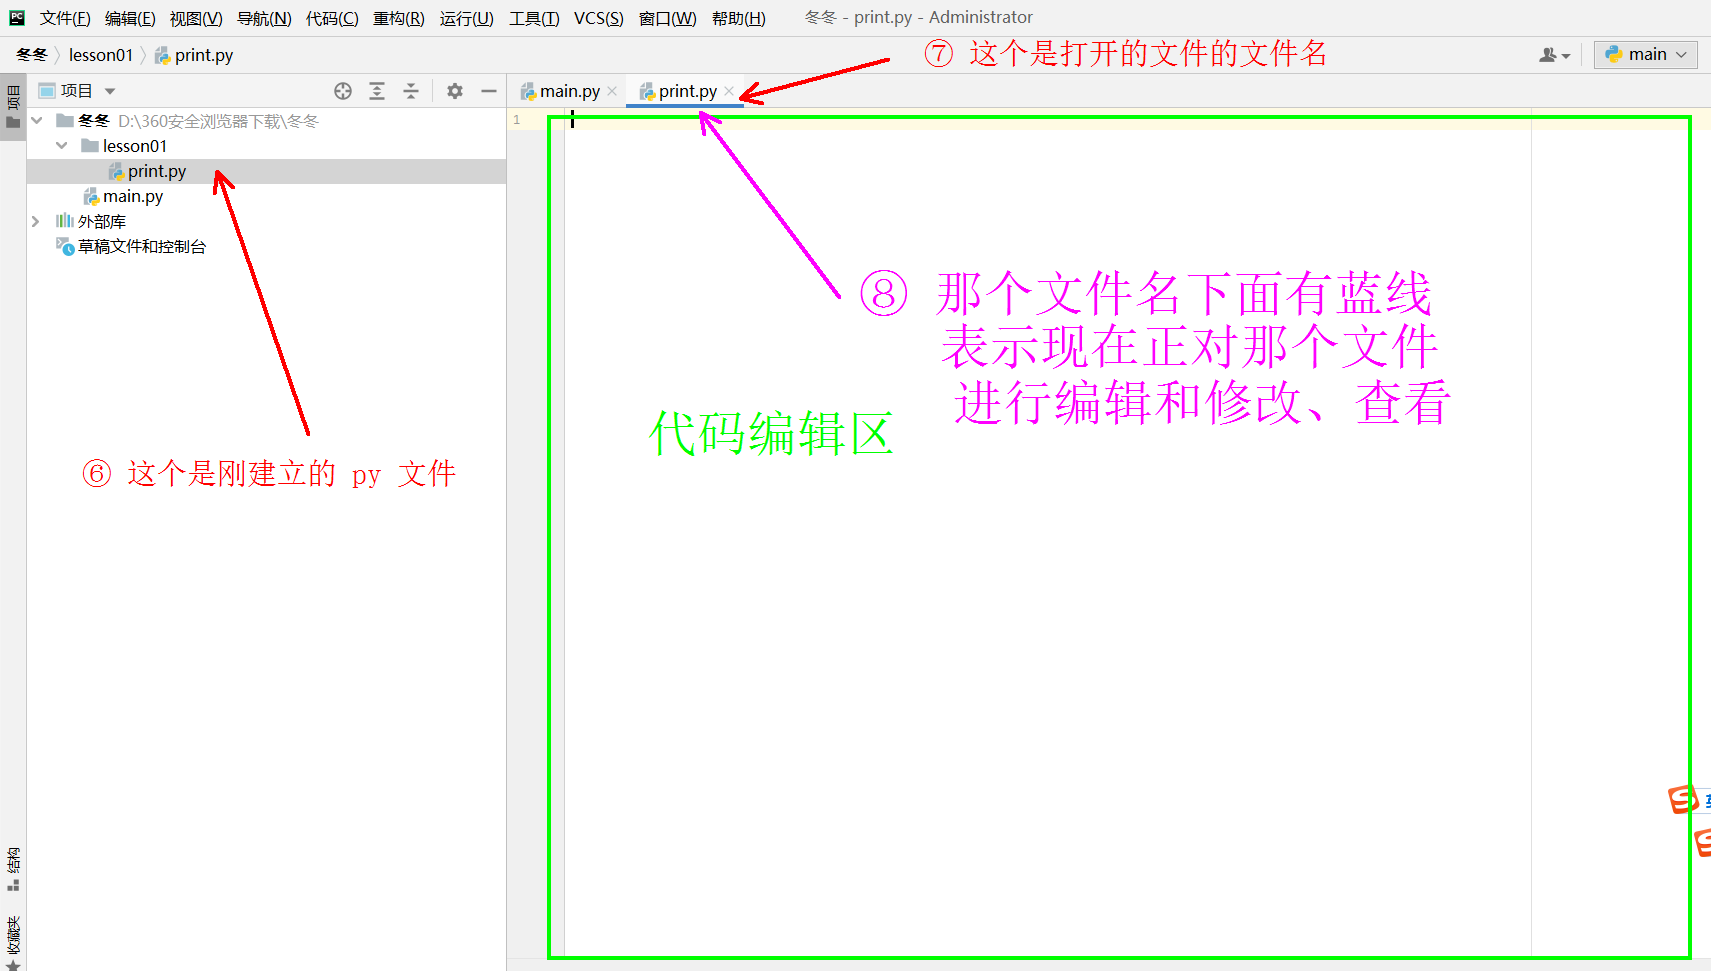 文件(F) 编辑(E) 视图(V) 导航(N) 代码(C) 重构(R) 运行(U) 工具(T) VCS(S) 窗口(W) 帮助(H) 冬冬 - print.py - Administrator
冬冬 lesson01 print.py
⑦ 这个是打开的文件的文件名
main
项目
项目
main.py
print.py
冬冬 D:\360安全浏览器下载\冬冬
1
lesson01
print.py
main.py
外部库
草稿文件和控制台
⑧ 那个文件名下面有蓝线
表示现在正对那个文件
进行编辑和修改、查看
代码编辑区
⑥ 这个是刚建立的 py 文件
结构
收藏夹